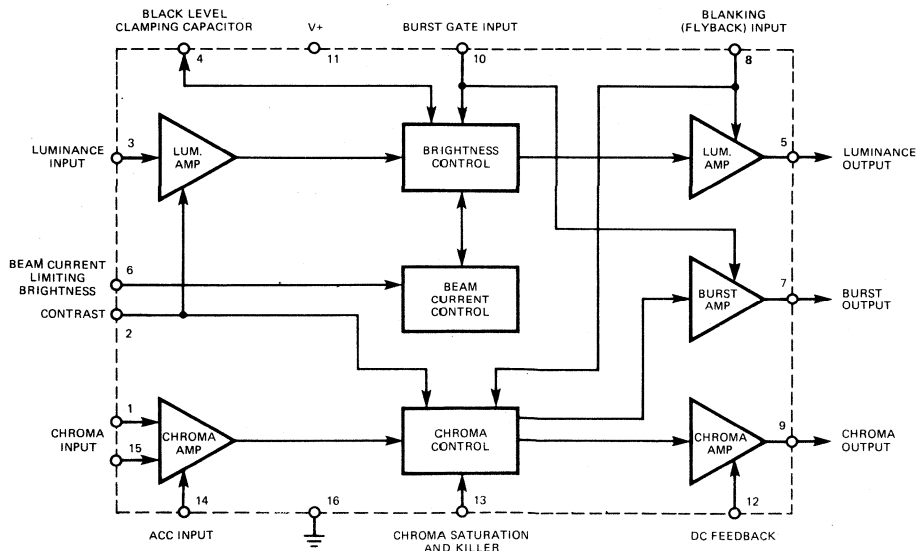 BLACK LEVEL
CLAMPING CAPACITOR
V+
BURST GATE INPUT
BLANKING
(FLYBACK) INPUT
4
11
10
8
LUMINANCE
INPUT
3
LUM.
AMP
BRIGHTNESS
CONTROL
LUM.
AMP
5
LUMINANCE
OUTPUT
BEAM CURRENT
LIMITING
BRIGHTNESS
6
BEAM
CURRENT
CONTROL
BURST
AMP
7
BURST
OUTPUT
CONTRAST
2
CHROMA
INPUT
1
15
CHROMA
AMP
CHROMA
CONTROL
CHROMA
AMP
9
CHROMA
OUTPUT
14
16
13
12
ACC INPUT
CHROMA SATURATION
AND KILLER
DC FEEDBACK